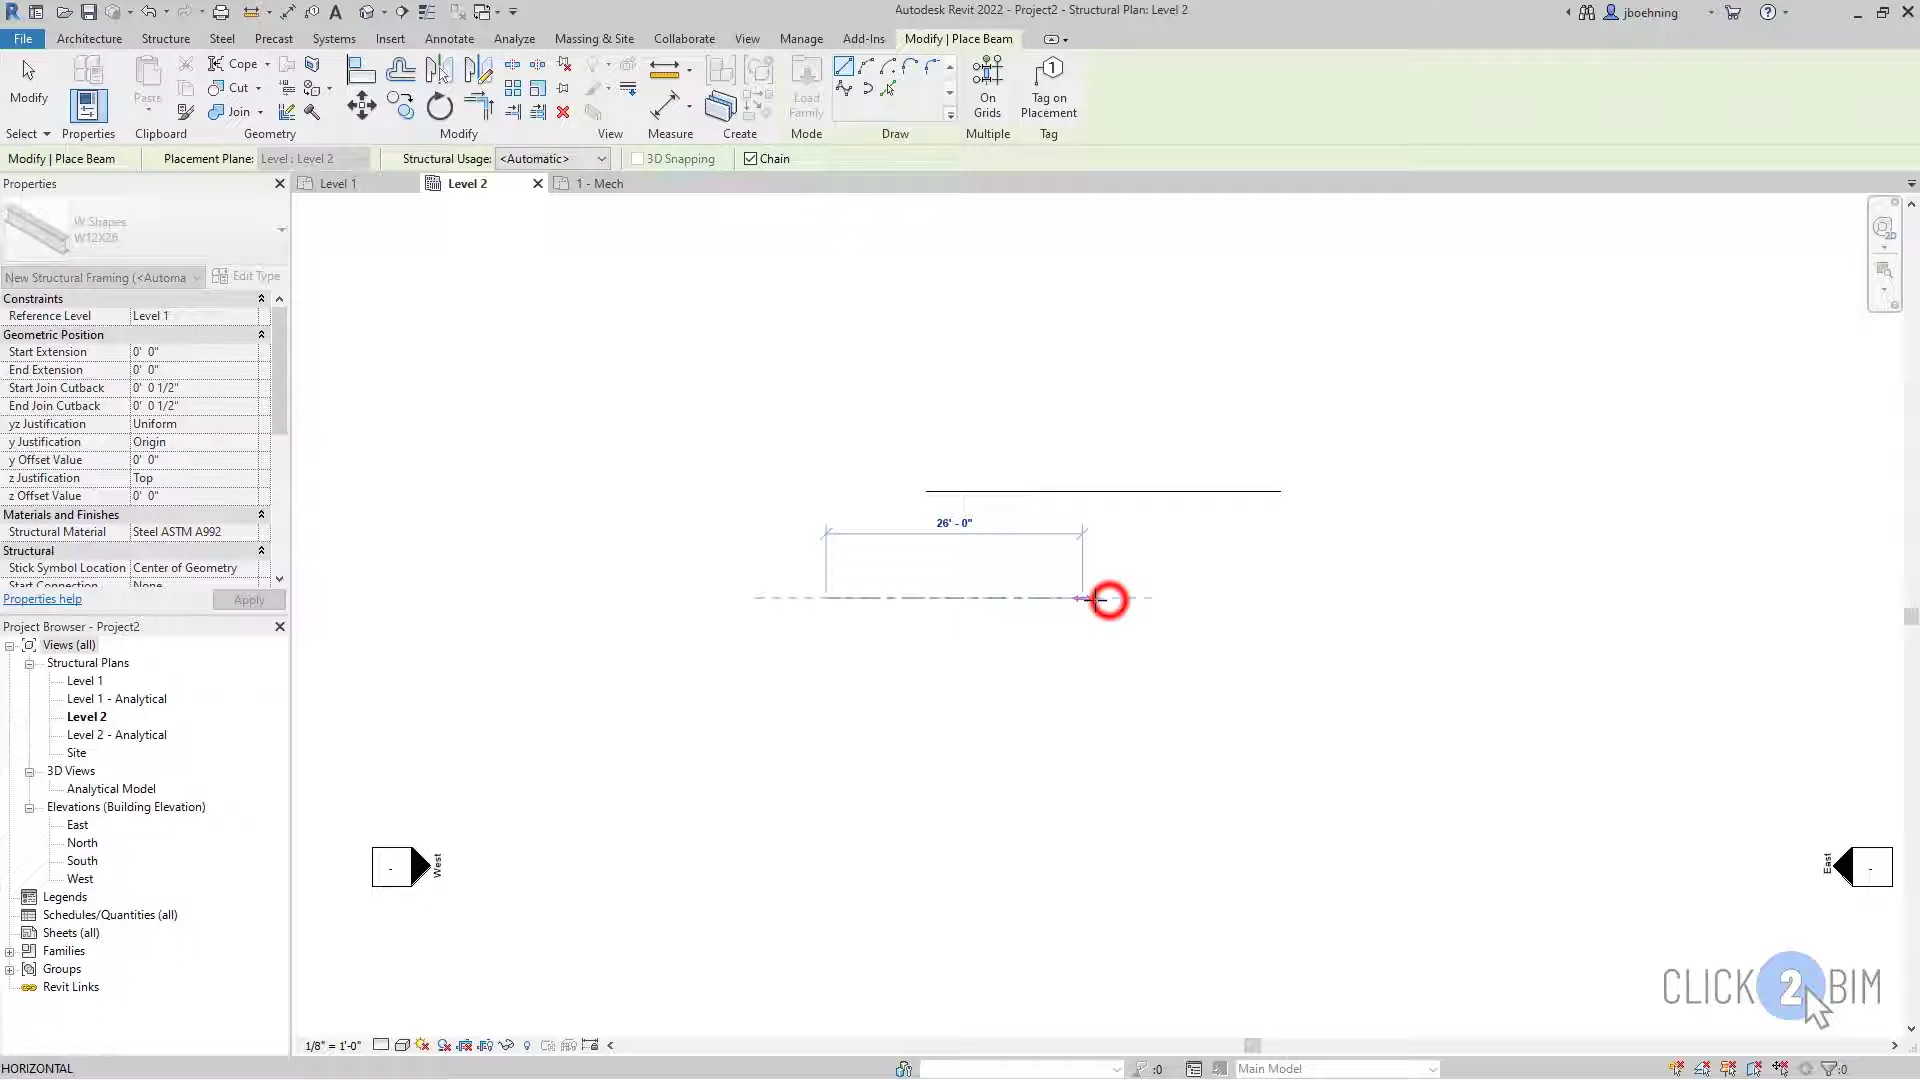 Autodesk Revit 2022 - Project2 - Structural Plan: Level 2
jboehning
File Architecture Structure Steel Precast Systems Insert Annotate Analyze Massing & Site Collaborate View Manage Add-Ins Modify | Place Beam
Modify
Paste
Cope
Cut
Join
Load Family
On Grids
Tag on Placement
Select Properties Clipboard Geometry Modify View Measure Create Mode Draw Multiple Tag
Modify | Place Beam Placement Plane: Level : Level 2 Structural Usage: <Automatic> 3D Snapping Chain
Properties
Level 1 Level 2 1 - Mech
W Shapes
W12X26
New Structural Framing (<Automa Edit Type
Constraints
Reference Level Level 1
Geometric Position
Start Extension 0' 0"
End Extension 0' 0"
Start Join Cutback 0' 0 1/2"
End Join Cutback 0' 0 1/2"
yz Justification Uniform
y Justification Origin
y Offset Value 0' 0"
z Justification Top
z Offset Value 0' 0"
Materials and Finishes
Structural Material Steel ASTM A992
Structural
Stick Symbol Location Center of Geometry
Start Connection None
Properties help Apply
26' - 0"
Project Browser - Project2
Views (all)
Structural Plans
Level 1
Level 1 - Analytical
Level 2
Level 2 - Analytical
Site
3D Views
Analytical Model
Elevations (Building Elevation)
East
North
South
West
Legends
Schedules/Quantities (all)
Sheets (all)
Families
Groups
Revit Links
West
East
CLICK 2 BIM
1/8" = 1'-0"
HORIZONTAL
:0
Main Model
:0